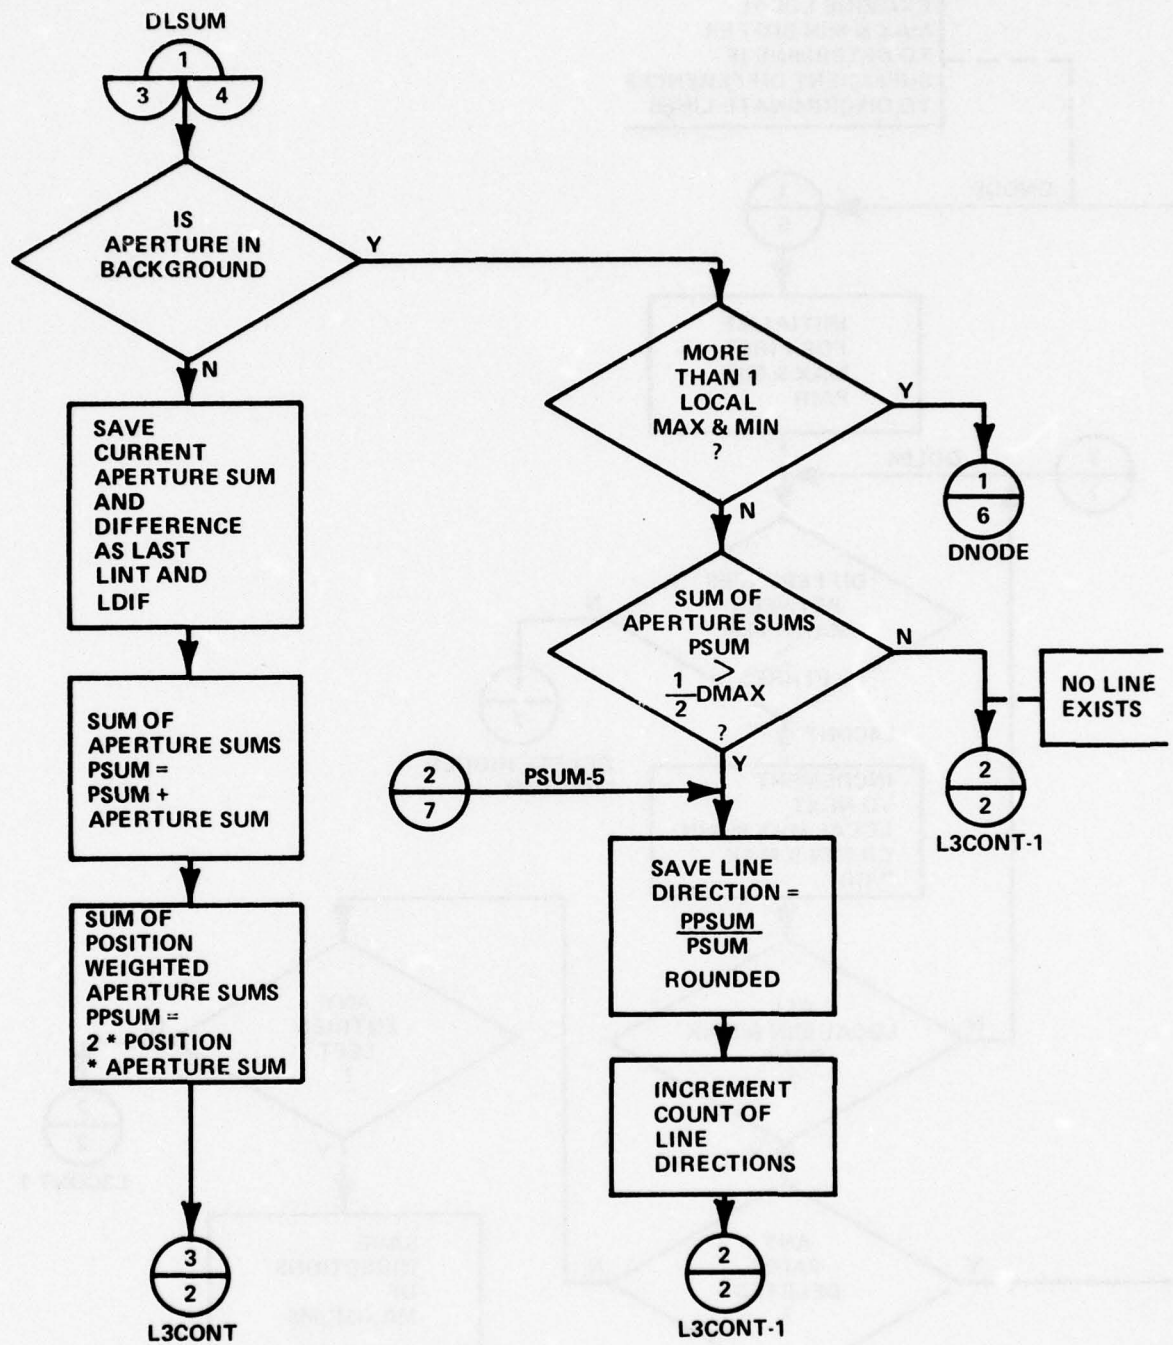 DLSUM
1
3 4
IS
APERTURE IN
BACKGROUND
Y
N
SAVE
CURRENT
APERTURE SUM
AND
DIFFERENCE
AS LAST
LINT AND
LDIF
SUM OF
APERTURE SUMS
PSUM =
PSUM +
APERTURE SUM
SUM OF
POSITION
WEIGHTED
APERTURE SUMS
PPSUM =
2 * POSITION
* APERTURE SUM
3
2
L3CONT
MORE
THAN 1
LOCAL
MAX & MIN
?
Y
1
6
DNODE
N
SUM OF
APERTURE SUMS
PSUM
>
1
2 DMAX
?
N
NO LINE
EXISTS
2
2
L3CONT-1
Y
2
7
PSUM-5
SAVE LINE
DIRECTION =
PPSUM
PSUM
ROUNDED
INCREMENT
COUNT OF
LINE
DIRECTIONS
2
2
L3CONT-1